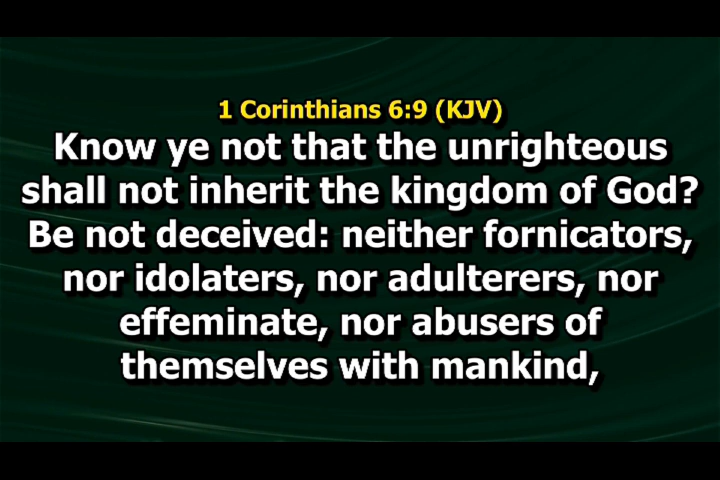 1 Corinthians 6:9 (KJV)
Know ye not that the unrighteous
shall not inherit the kingdom of God?
Be not deceived: neither fornicators,
nor idolaters, nor adulterers, nor
effeminate, nor abusers of
themselves with mankind,